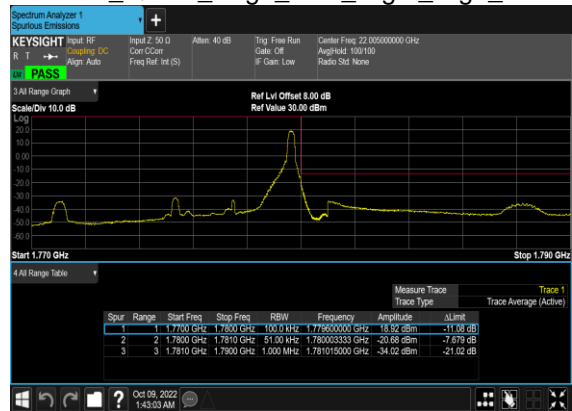 Spectrum Analyzer 1
Spurious Emissions
+
KEYSIGHT Input: RF Input Z: 50 Ω Atten: 40 dB Trig: Free Run Center Freq: 22.005000000 GHz
R T Coupling: DC Corr CCorr Gate: Off Avg|Hold: 100/100
Align: Auto Freq Ref: Int (S) IF Gain: Low Radio Std: None
LW PASS
3 All Range Graph
Ref Lvl Offset 8.00 dB
Scale/Div 10.0 dB Ref Value 30.00 dBm
Log
20.0
10.0
0.00
-10.0
-20.0
-30.0
-40.0
-50.0
-60.0
Start 1.770 GHz Stop 1.790 GHz
4 All Range Table
Measure Trace Trace 1
Trace Type Trace Average (Active)
Spur Range Start Freq Stop Freq RBW Frequency Amplitude ΔLimit
1 1 1.7700 GHz 1.7800 GHz 100.0 kHz 1.779600000 GHz 18.92 dBm -11.08 dB
2 2 1.7800 GHz 1.7810 GHz 51.00 kHz 1.780003333 GHz -20.68 dBm -7.679 dB
3 3 1.7810 GHz 1.7900 GHz 1.000 MHz 1.781015000 GHz -34.02 dBm -21.02 dB
? Oct 09, 2022
1:43:03 AM